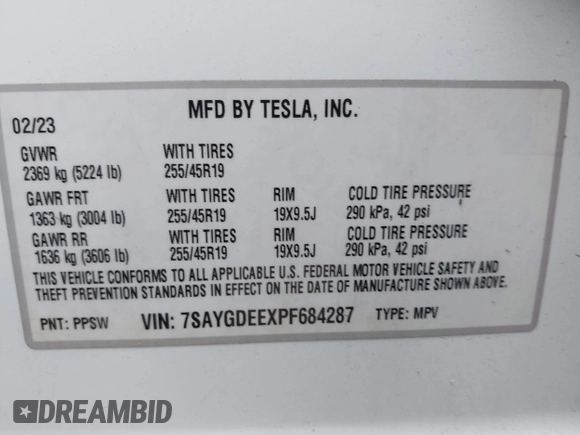 MFD BY TESLA, INC.
02/23
GVWR WITH TIRES
2369 kg (5224 lb) 255/45R19
GAWR FRT WITH TIRES RIM COLD TIRE PRESSURE
1363 kg (3004 lb) 255/45R19 19X9.5J 290 kPa, 42 psi
GAWR RR WITH TIRES RIM COLD TIRE PRESSURE
1636 kg (3606 lb) 255/45R19 19X9.5J 290 kPa, 42 psi
THIS VEHICLE CONFORMS TO ALL APPLICABLE U.S. FEDERAL MOTOR VEHICLE SAFETY AND
THEFT PREVENTION STANDARDS IN EFFECT ON THE DATE OF MANUFACTURE SHOWN ABOVE.
PNT: PPSW VIN: 7SAYGDEEXPF684287 TYPE: MPV
DREAMBID